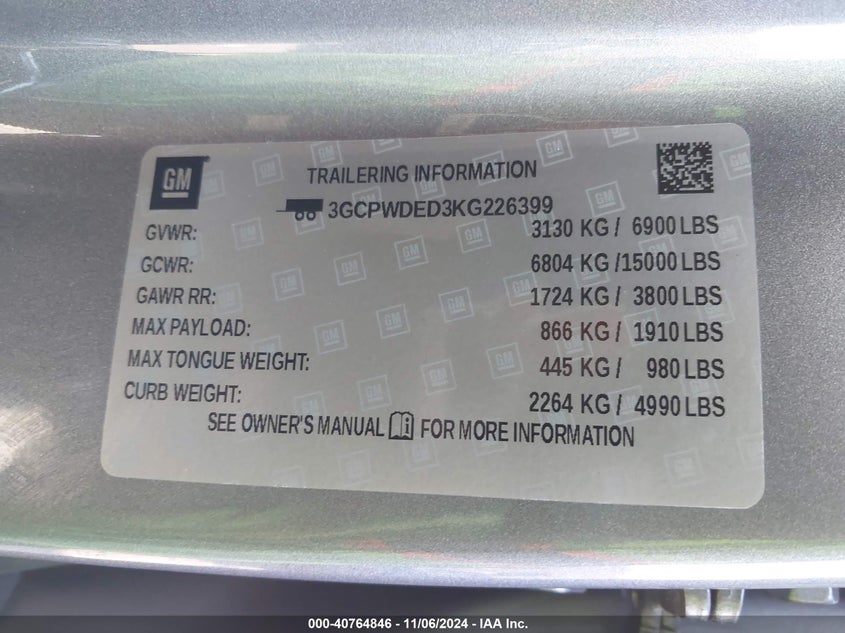 GM
TRAILERING INFORMATION
3GCPWDED3KG226399
GVWR: 3130 KG / 6900 LBS
GCWR: 6804 KG /15000 LBS
GAWR RR: 1724 KG / 3800 LBS
MAX PAYLOAD: 866 KG / 1910 LBS
MAX TONGUE WEIGHT: 445 KG / 980 LBS
CURB WEIGHT: 2264 KG / 4990 LBS
SEE OWNER'S MANUAL i FOR MORE INFORMATION
000-40764846 - 11/06/2024 - IAA Inc.